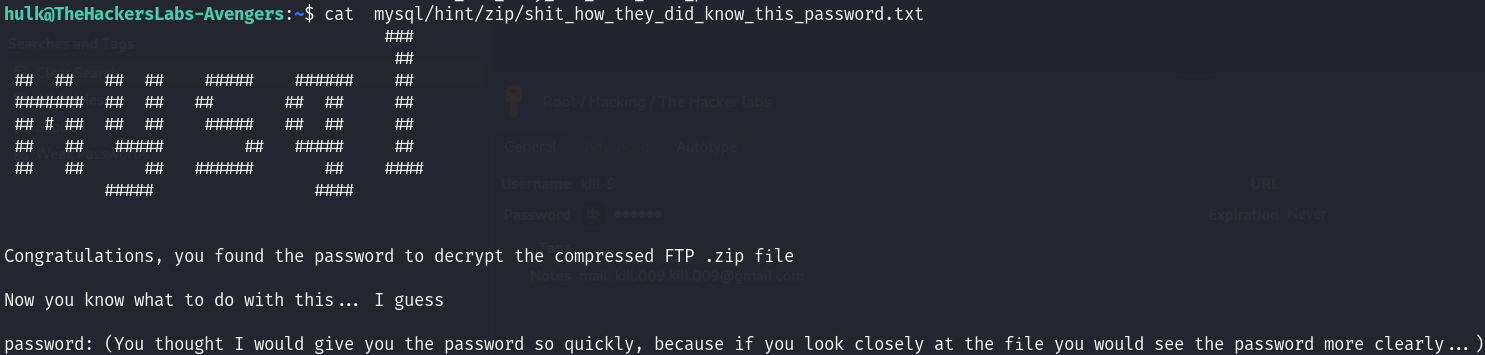 hulk@TheHackersLabs-Avengers:~$ cat  mysql/hint/zip/shit_how_they_did_know_this_password.txt
Searches and Tags
Mysql
Root / Hacking / The Hacker labs
General Advanced Autotype
Username kill-9 URL
Password Expiration Never
Tags
Notes mail: kill.009.kill.009@gmail.com
Congratulations, you found the password to decrypt the compressed FTP .zip file
Now you know what to do with this... I guess
password: (You thought I would give you the password so quickly, because if you look closely at the file you would see the password more clearly...)